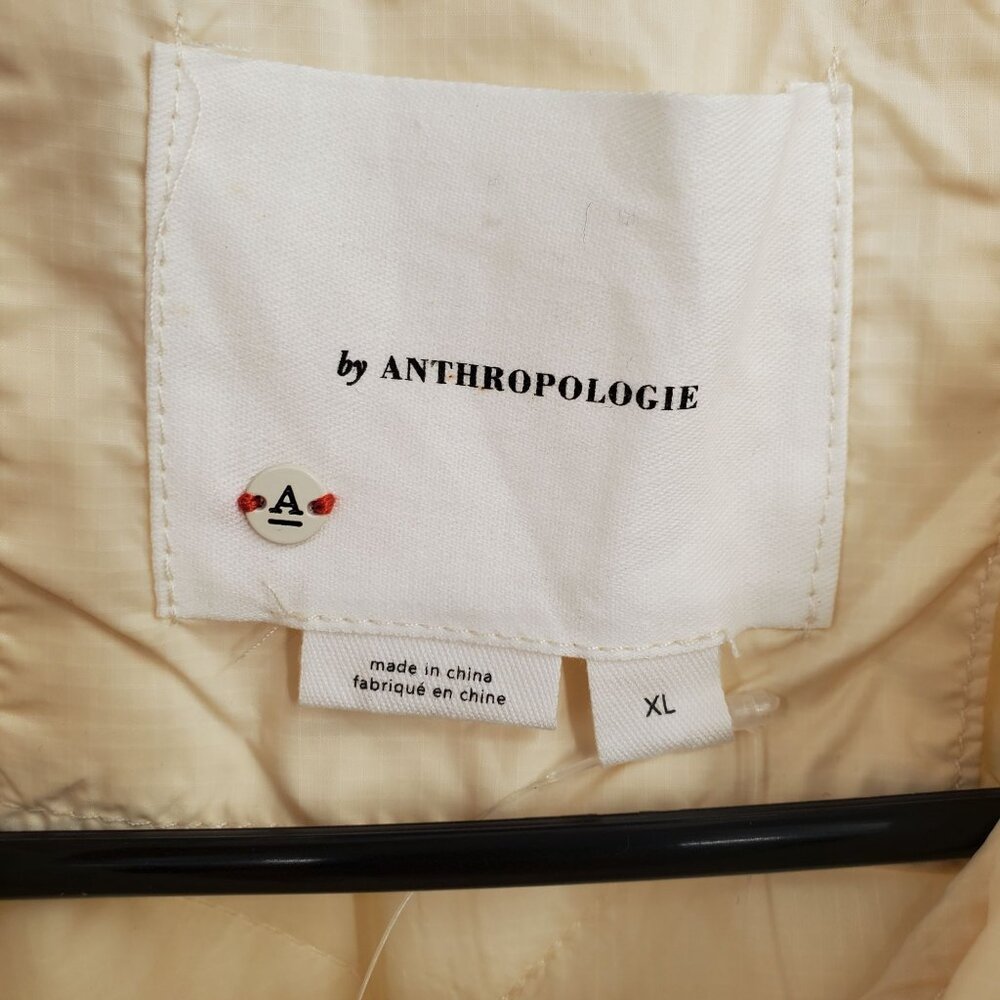 by ANTHROPOLOGIE
A
made in china
fabriqué en chine
XL